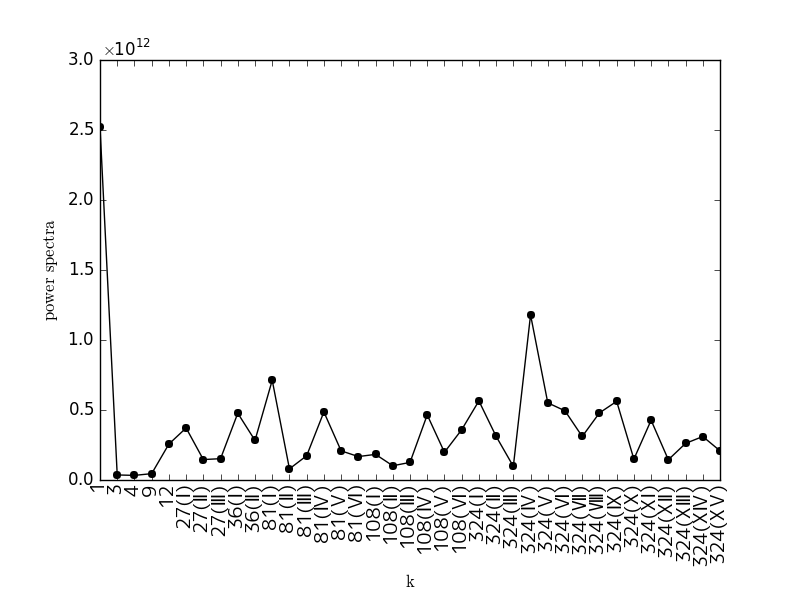 ×10^12
3.0
2.5
2.0
1.5
1.0
0.5
0.0
power spectra
1
3
4
9
12
27(I)
27(II)
27(III)
36(I)
36(II)
81(I)
81(II)
81(III)
81(IV)
81(V)
81(VI)
108(I)
108(II)
108(III)
108(IV)
108(V)
108(VI)
324(I)
324(II)
324(III)
324(IV)
324(V)
324(VI)
324(VII)
324(VIII)
324(IX)
324(X)
324(XI)
324(XII)
324(XIII)
324(XIV)
324(XV)
k